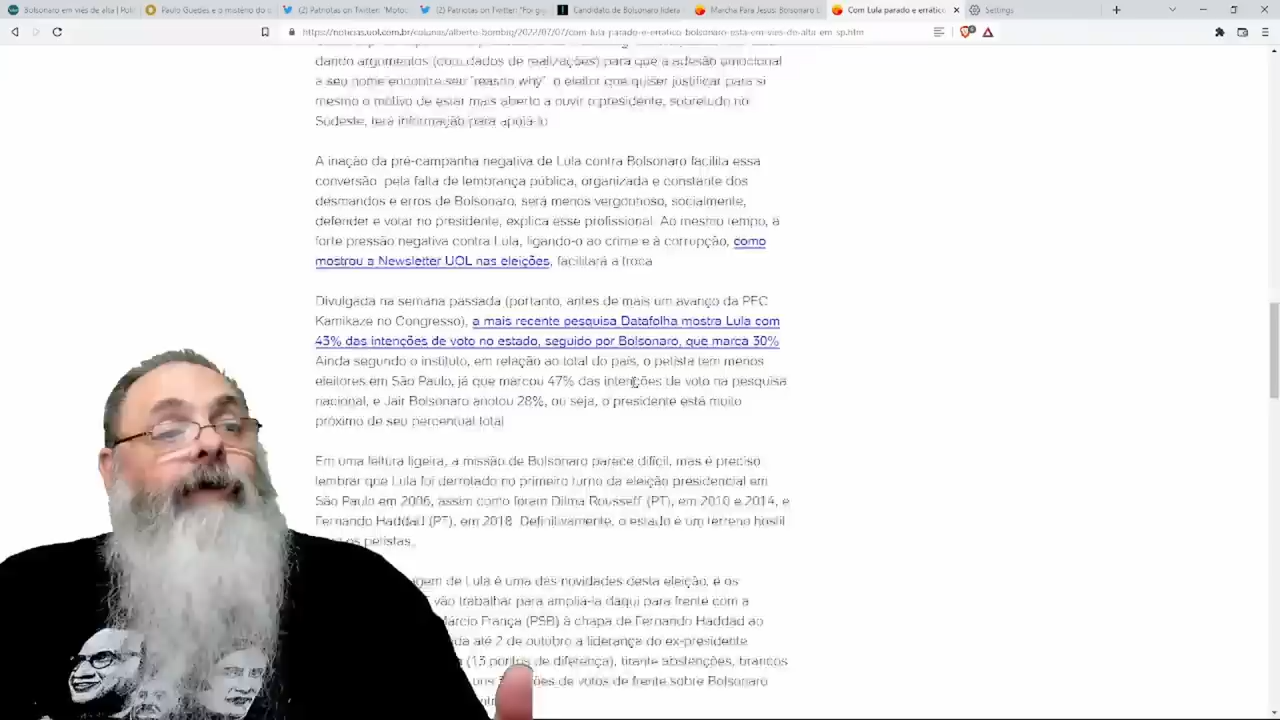 Bolsonaro em viés de alta | Polí
Paulo Guedes e o mistério do c
(2) Patriotas on Twitter: "Motoc
(2) Patriotas on Twitter: "For gig
Candidato de Bolsonaro lidera
Marcha Para Jesus: Bolsonaro L
Com Lula parado e errático
Settings
https://noticias.uol.com.br/colunas/alberto-bombig/2022/07/07/com-lula-parado-e-erratico-bolsonaro-esta-em-vies-de-alta-em-sp.htm
dando argumentos (com dados de realizações) para que a adesão emocional
a seu nome encontre seu "reason why" o eleitor que quiser justificar para si
mesmo o motivo de estar mais aberto a ouvir o presidente, sobretudo no
Sudeste, terá informação para apoiá-lo
A inação da pré-campanha negativa de Lula contra Bolsonaro facilita essa
conversão pela falta de lembrança pública, organizada e constante dos
desmandos e erros de Bolsonaro, será menos vergonhoso, socialmente,
defender e votar no presidente, explica esse profissional. Ao mesmo tempo, a
forte pressão negativa contra Lula, ligando-o ao crime e à corrupção, como
mostrou a Newsletter UOL nas eleições, facilitará a troca
Divulgada na semana passada (portanto, antes de mais um avanço da PEC
Kamikaze no Congresso), a mais recente pesquisa Datafolha mostra Lula com
43% das intenções de voto no estado, seguido por Bolsonaro, que marca 30%
Ainda segundo o instituto, em relação ao total do país, o petista tem menos
eleitores em São Paulo, já que marcou 47% das intenções de voto na pesquisa
nacional, e Jair Bolsonaro anotou 28%, ou seja, o presidente está muito
próximo de seu percentual total
Em uma leitura ligeira, a missão de Bolsonaro parece difícil, mas é preciso
lembrar que Lula foi derrotado no primeiro turno da eleição presidencial em
São Paulo em 2006, assim como foram Dilma Rousseff (PT), em 2010 e 2014, e
Fernando Haddad (PT), em 2018. Definitivamente, o estado é um terreno hostil
os petistas.
gem de Lula é uma das novidades desta eleição, e os
vão trabalhar para ampliá-la daqui para frente com a
Márcio França (PSB) à chapa de Fernando Haddad ao
da até 2 de outubro a liderança do ex-presidente
(13 pontos de diferença), tirante abstenções, brancos
de votos de frente sobre Bolsonaro